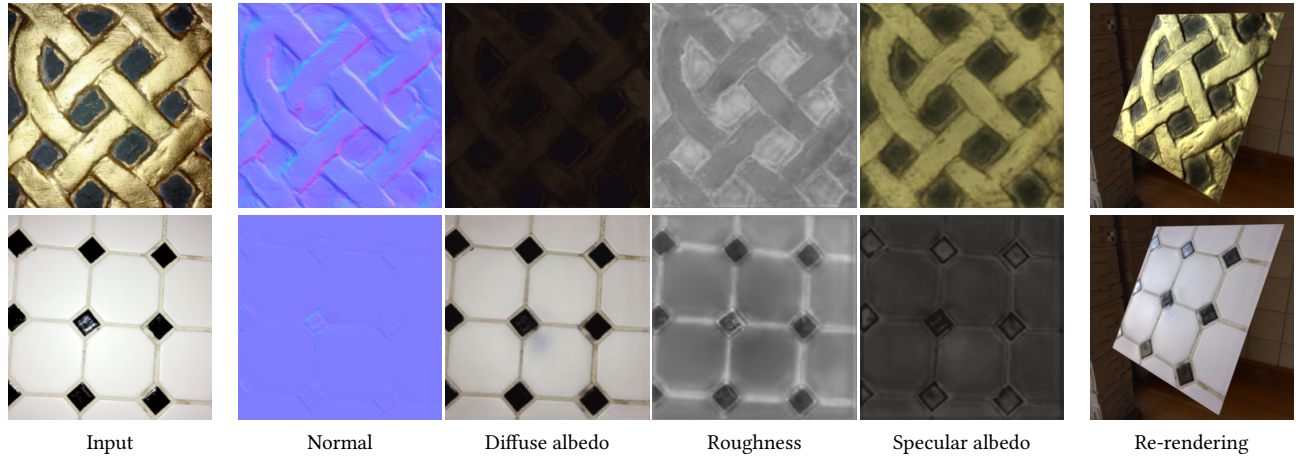 Input
Normal
Diffuse albedo
Roughness
Specular albedo
Re-rendering